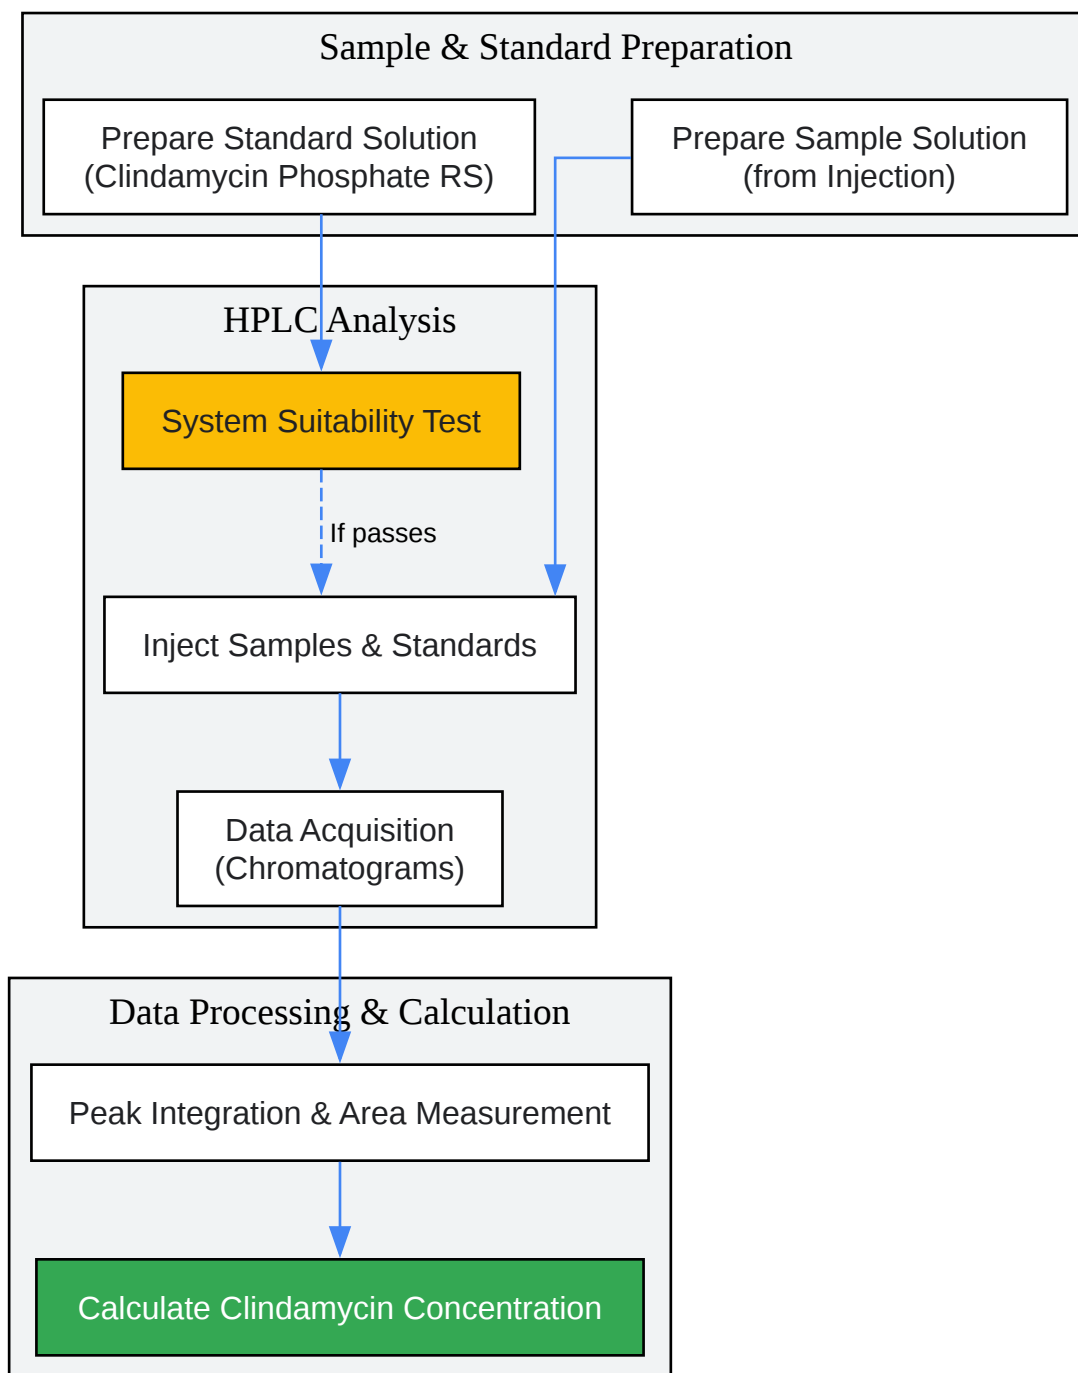 Sample & Standard Preparation
Prepare Standard Solution
(Clindamycin Phosphate RS)
Prepare Sample Solution
(from Injection)
HPLC Analysis
System Suitability Test
If passes
Inject Samples & Standards
Data Acquisition
(Chromatograms)
Data Processing & Calculation
Peak Integration & Area Measurement
Calculate Clindamycin Concentration